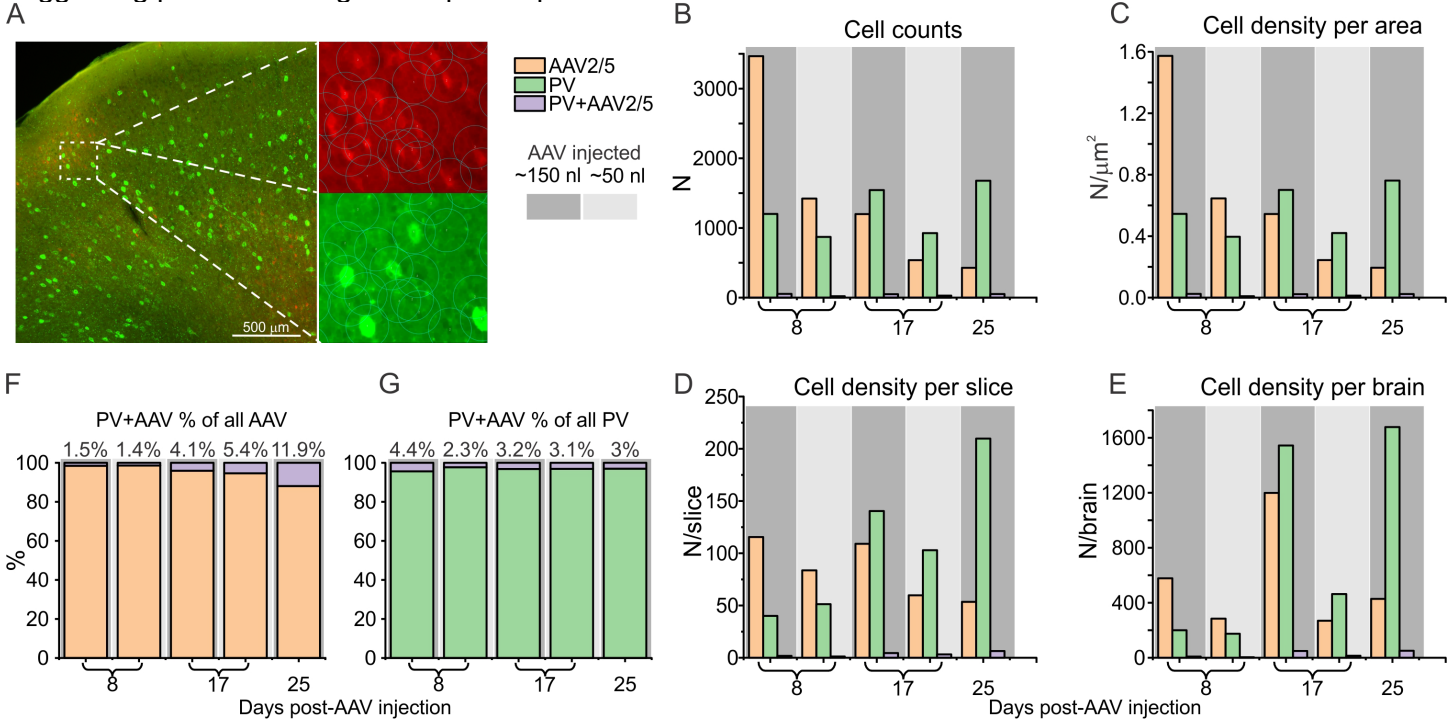 A
500 μm
AAV2/5
PV
PV+AAV2/5
AAV injected
~150 nl ~50 nl
B
Cell counts
N
3000
2000
1000
0
8
17
25
C
Cell density per area
N/μm²
1.6
1.2
0.8
0.4
0.0
8
17
25
F
PV+AAV % of all AAV
1.5% 1.4% 4.1% 5.4% 11.9%
%
100
80
60
40
20
0
8
17
25
G
PV+AAV % of all PV
4.4% 2.3% 3.2% 3.1% 3%
100
80
60
40
20
0
8
17
25
Days post-AAV injection
D
Cell density per slice
N/slice
250
200
150
100
50
0
8
17
25
E
Cell density per brain
N/brain
1600
1200
800
400
0
8
17
25
Days post-AAV injection